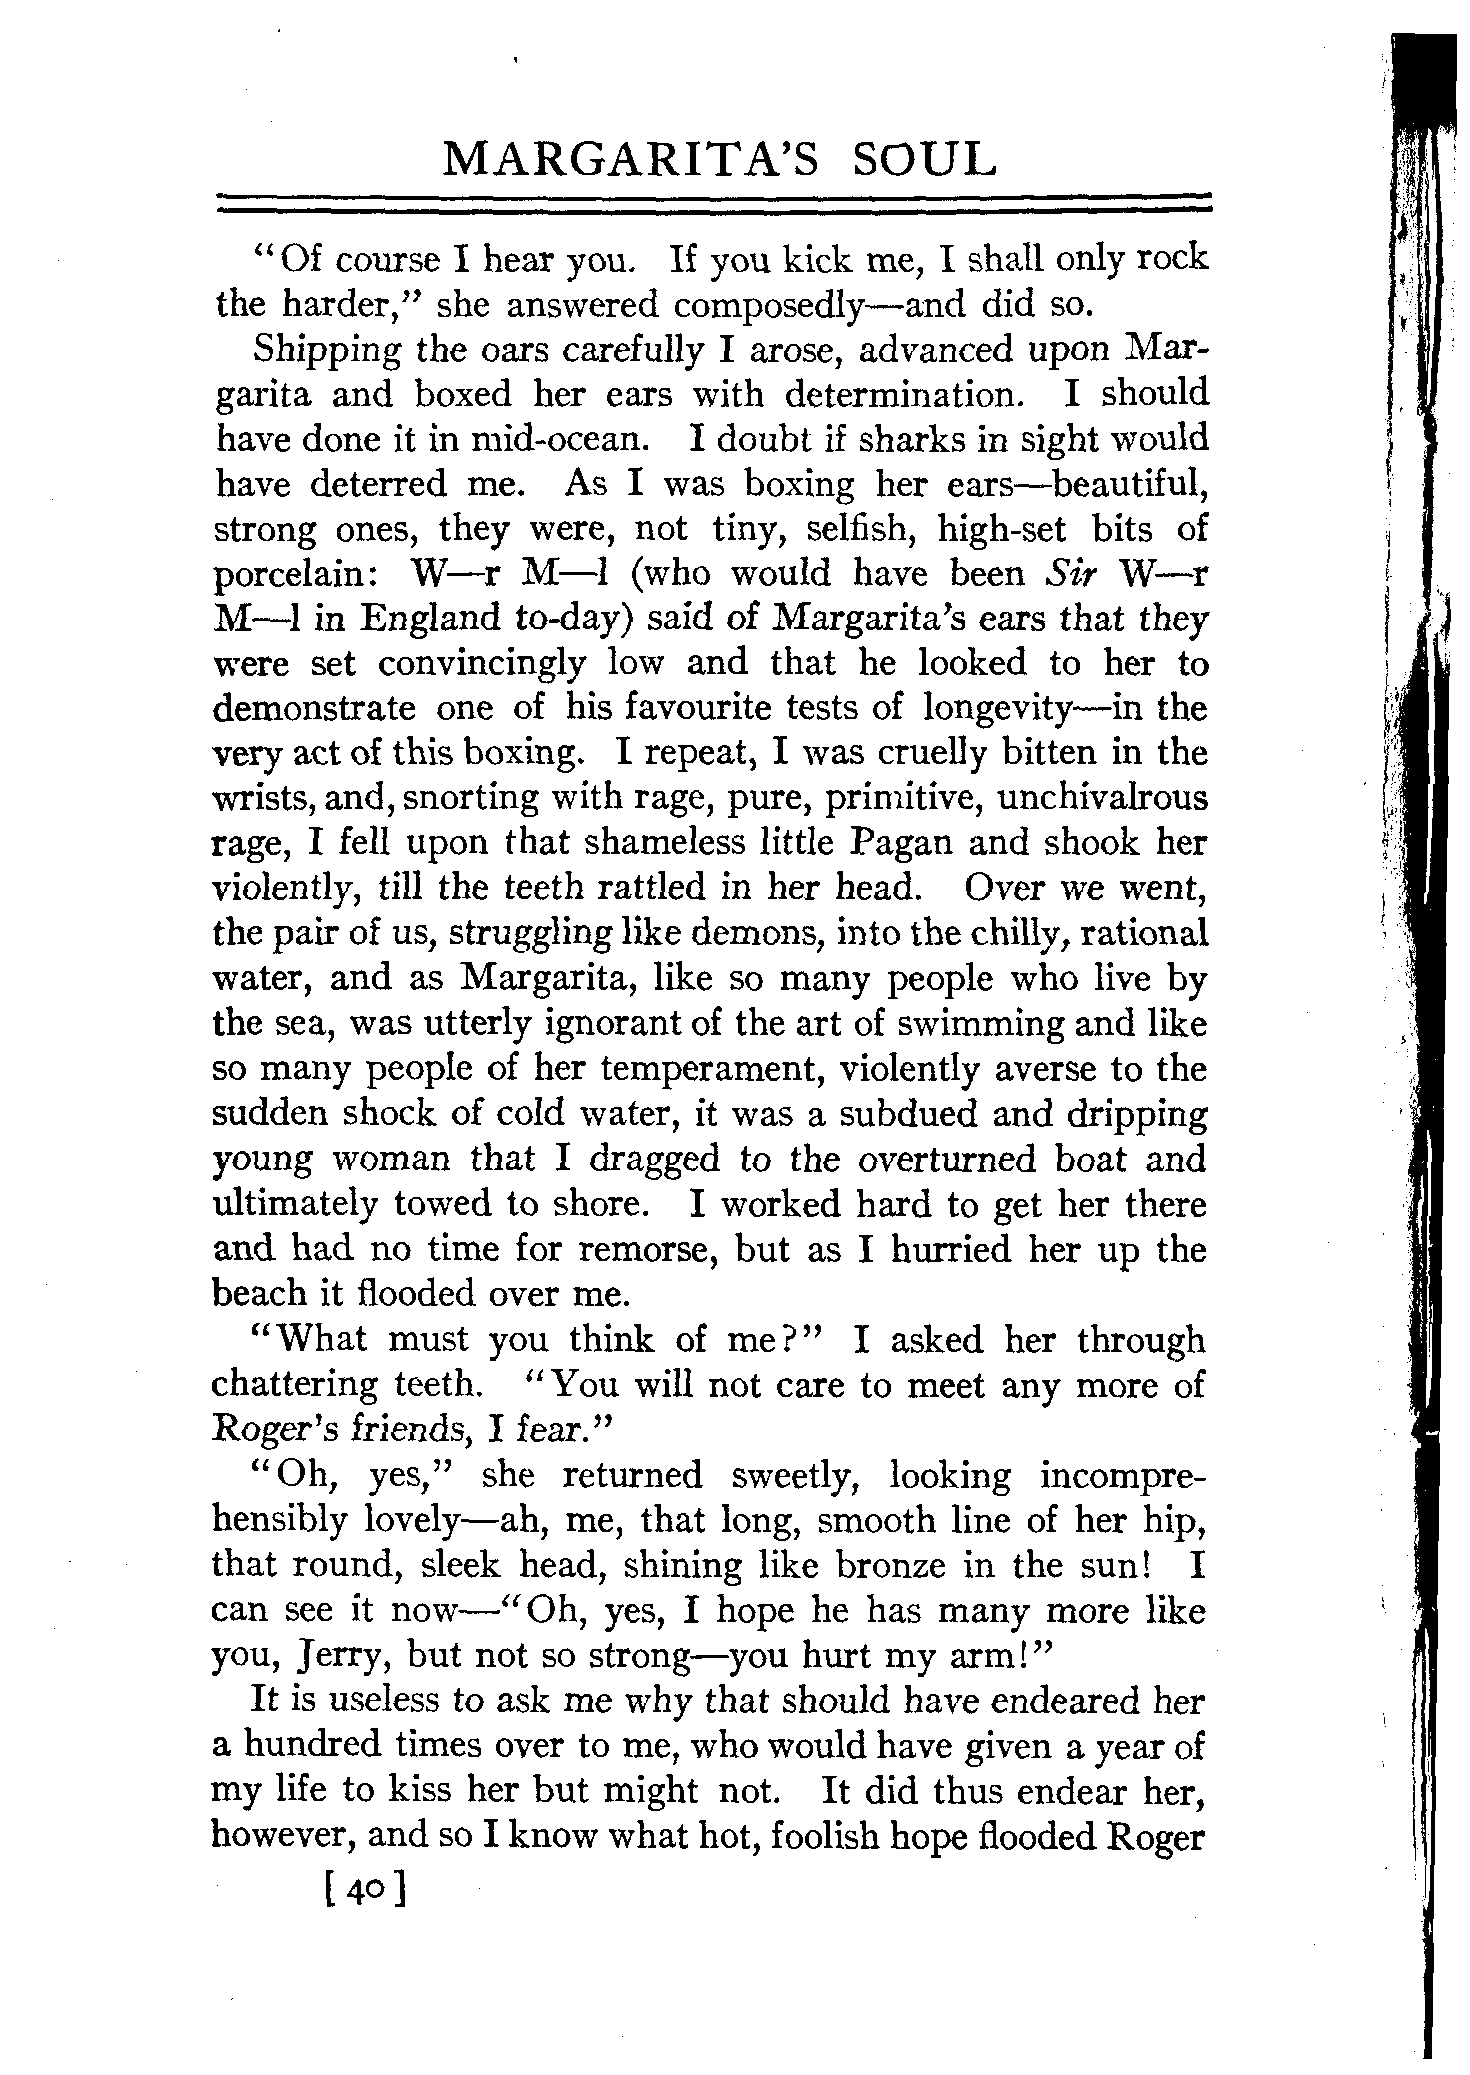 MARGARITA'S SOUL
"Of course I hear you. If you kick me, I shall only rock
the harder," she answered composedly—and did so.
Shipping the oars carefully I arose, advanced upon Mar-
garita and boxed her ears with determination. I should
have done it in mid-ocean. I doubt if sharks in sight would
have deterred me. As I was boxing her ears—beautiful,
strong ones, they were, not tiny, selfish, high-set bits of
porcelain: W—r M—l (who would have been Sir W—r
M—l in England to-day) said of Margarita's ears that they
were set convincingly low and that he looked to her to
demonstrate one of his favourite tests of longevity—in the
very act of this boxing. I repeat, I was cruelly bitten in the
wrists, and, snorting with rage, pure, primitive, unchivalrous
rage, I fell upon that shameless little Pagan and shook her
violently, till the teeth rattled in her head. Over we went,
the pair of us, struggling like demons, into the chilly, rational
water, and as Margarita, like so many people who live by
the sea, was utterly ignorant of the art of swimming and like
so many people of her temperament, violently averse to the
sudden shock of cold water, it was a subdued and dripping
young woman that I dragged to the overturned boat and
ultimately towed to shore. I worked hard to get her there
and had no time for remorse, but as I hurried her up the
beach it flooded over me.
"What must you think of me?" I asked her through
chattering teeth. "You will not care to meet any more of
Roger's friends, I fear."
"Oh, yes," she returned sweetly, looking incompre-
hensibly lovely—ah, me, that long, smooth line of her hip,
that round, sleek head, shining like bronze in the sun! I
can see it now—"Oh, yes, I hope he has many more like
you, Jerry, but not so strong—you hurt my arm!"
It is useless to ask me why that should have endeared her
a hundred times over to me, who would have given a year of
my life to kiss her but might not. It did thus endear her,
however, and so I know what hot, foolish hope flooded Roger
[ 40 ]